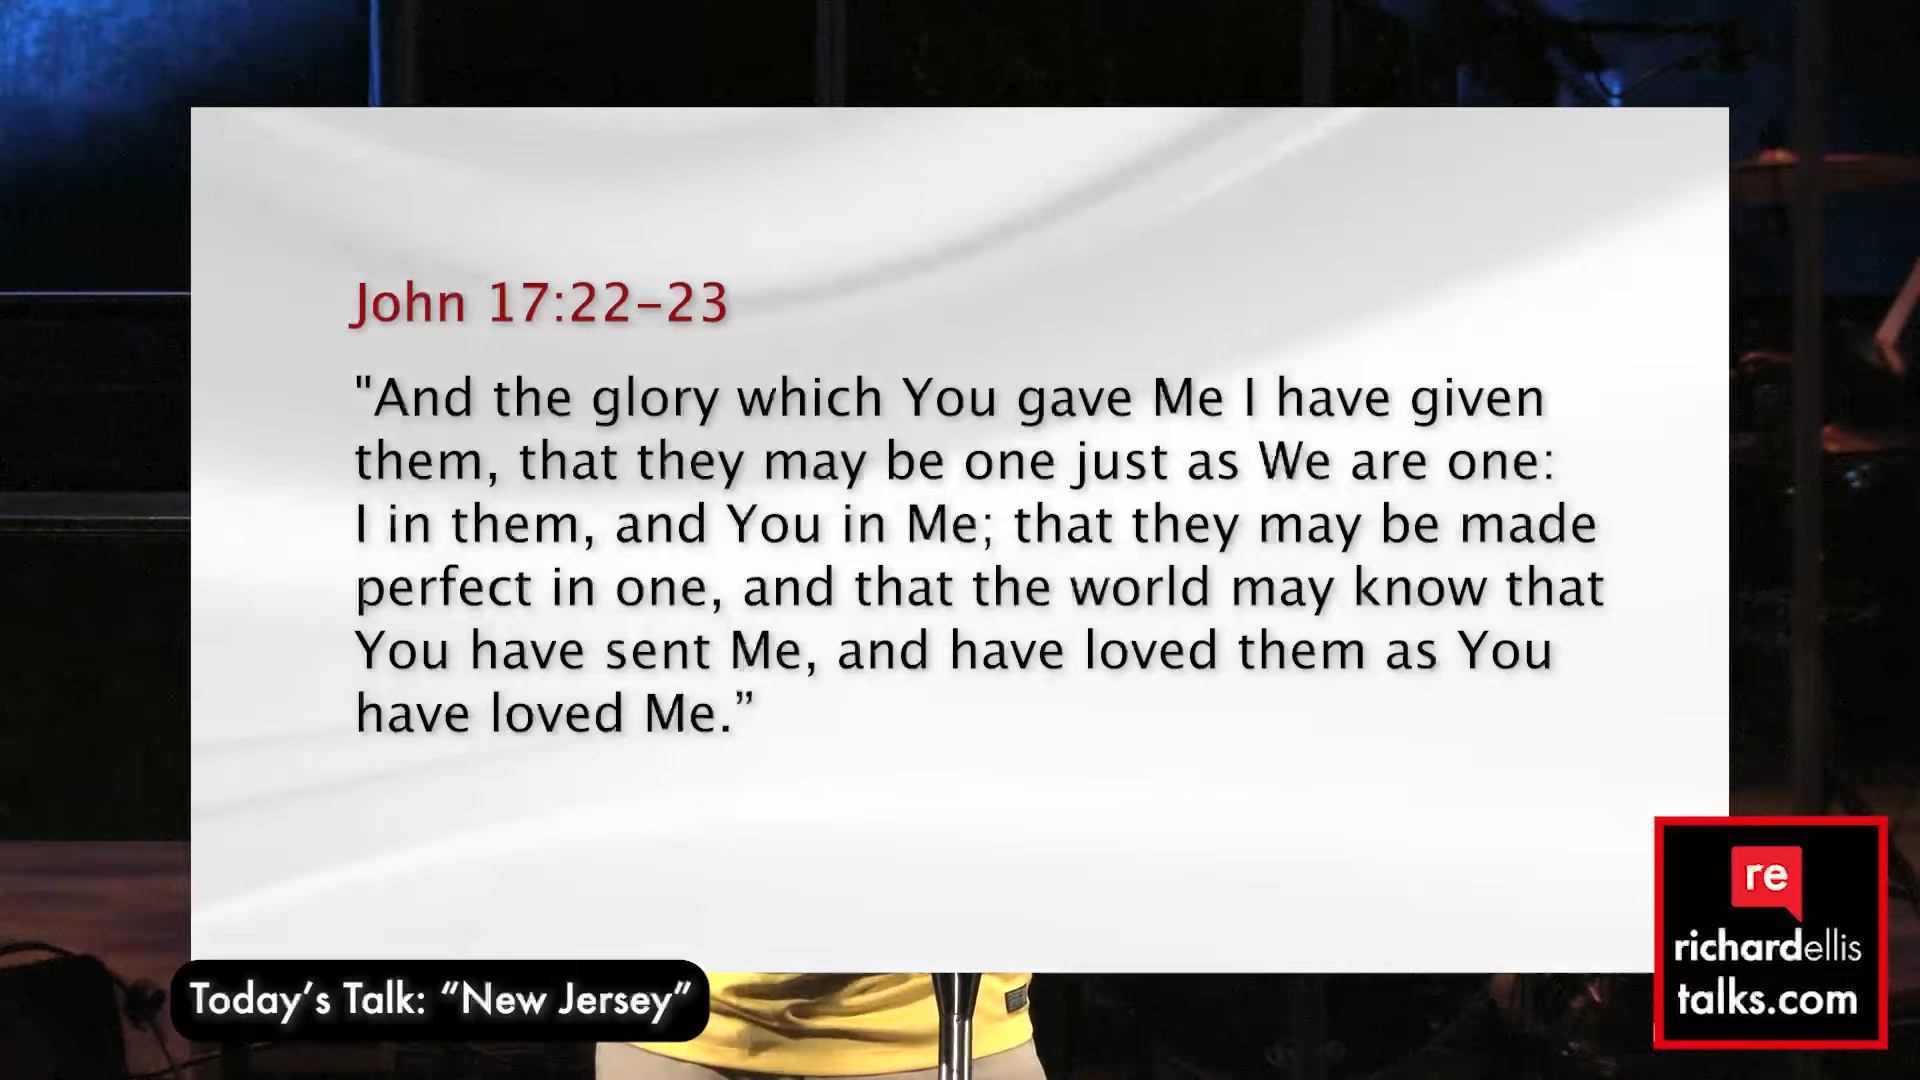 John 17:22–23
"And the glory which You gave Me I have given
them, that they may be one just as We are one:
I in them, and You in Me; that they may be made
perfect in one, and that the world may know that
You have sent Me, and have loved them as You
have loved Me.”
Today’s Talk: “New Jersey”
re
richardellis
talks.com